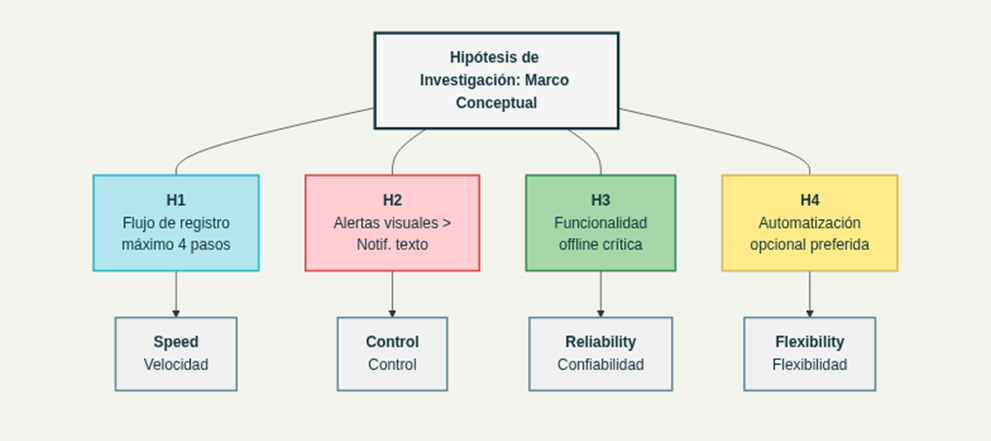 Hipótesis de
Investigación: Marco
Conceptual
H1
Flujo de registro
máximo 4 pasos
H2
Alertas visuales >
Notif. texto
H3
Funcionalidad
offline crítica
H4
Automatización
opcional preferida
Speed
Velocidad
Control
Control
Reliability
Confiabilidad
Flexibility
Flexibilidad